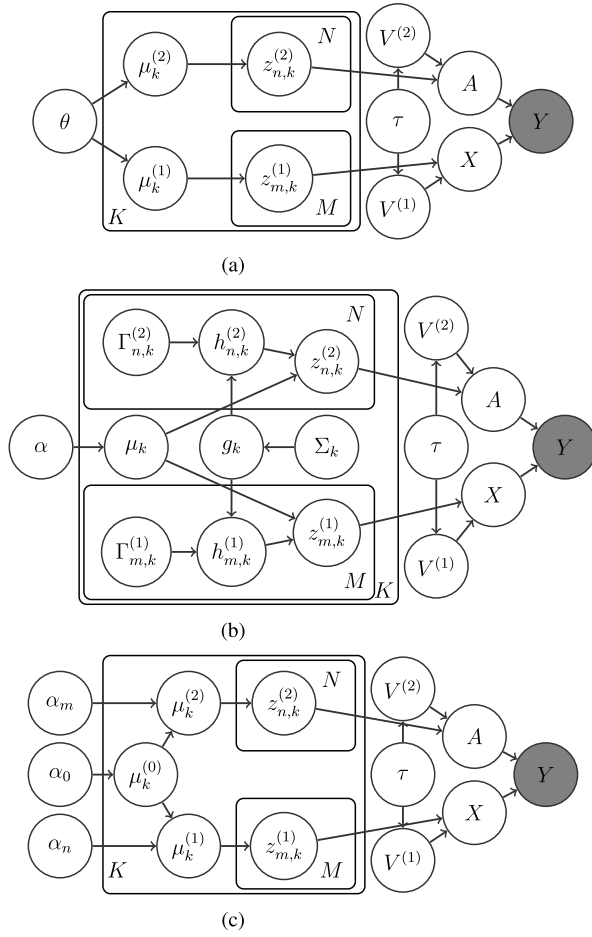 N
V^{(2)}
μ_k^{(2)}
z_{n,k}^{(2)}
A
θ
τ
Y
μ_k^{(1)}
z_{m,k}^{(1)}
X
K
M
V^{(1)}
(a)
N
Γ_{n,k}^{(2)}
h_{n,k}^{(2)}
z_{n,k}^{(2)}
V^{(2)}
A
α
μ_k
g_k
Σ_k
τ
Y
Γ_{m,k}^{(1)}
h_{m,k}^{(1)}
z_{m,k}^{(1)}
X
M
K
V^{(1)}
(b)
α_m
μ_k^{(2)}
z_{n,k}^{(2)}
N
V^{(2)}
A
α_0
μ_k^{(0)}
τ
Y
α_n
μ_k^{(1)}
z_{m,k}^{(1)}
X
K
M
V^{(1)}
(c)